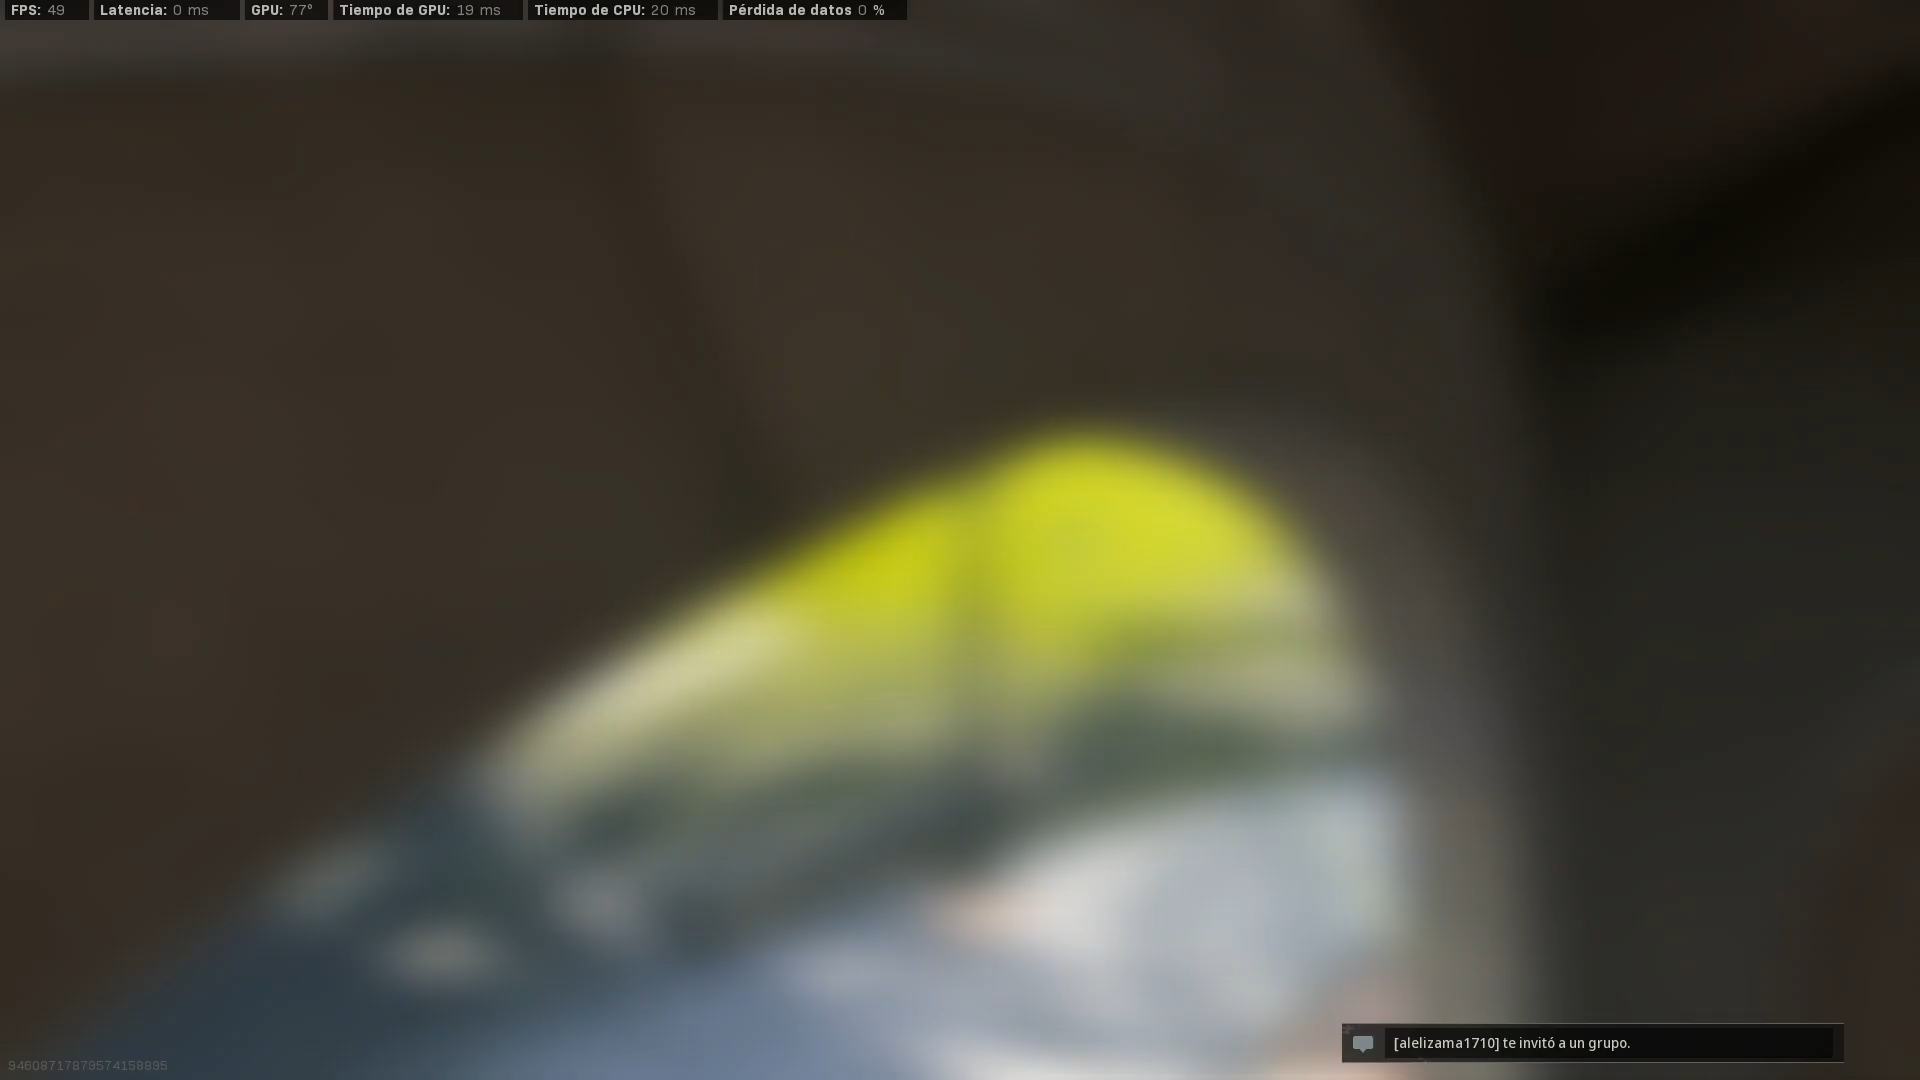 FPS: 49 Latencia: 0 ms GPU: 77° Tiempo de GPU: 19 ms Tiempo de CPU: 20 ms Pérdida de datos 0 %
[alelizama1710] te invitó a un grupo.
94608717879574158895